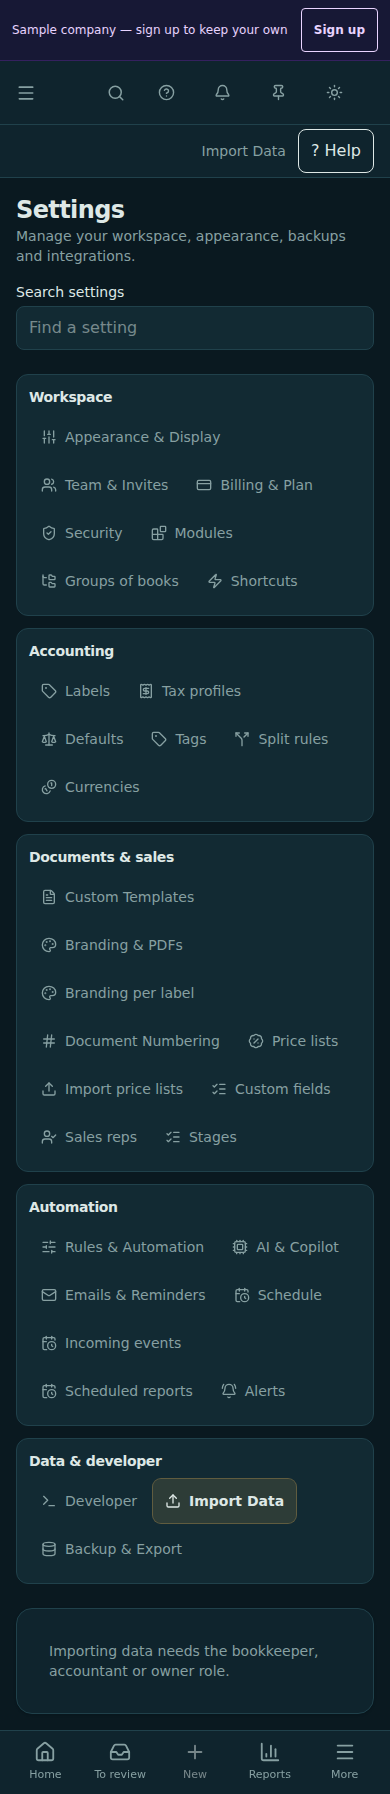 Sample company — sign up to keep your own
Sign up
Import Data
? Help
Settings
Manage your workspace, appearance, backups
and integrations.
Search settings
Find a setting
Workspace
Appearance & Display
Team & Invites Billing & Plan
Security Modules
Groups of books Shortcuts
Accounting
Labels Tax profiles
Defaults Tags Split rules
Currencies
Documents & sales
Custom Templates
Branding & PDFs
Branding per label
Document Numbering Price lists
Import price lists Custom fields
Sales reps Stages
Automation
Rules & Automation AI & Copilot
Emails & Reminders Schedule
Incoming events
Scheduled reports Alerts
Data & developer
Developer Import Data
Backup & Export
Importing data needs the bookkeeper,
accountant or owner role.
Home To review New Reports More